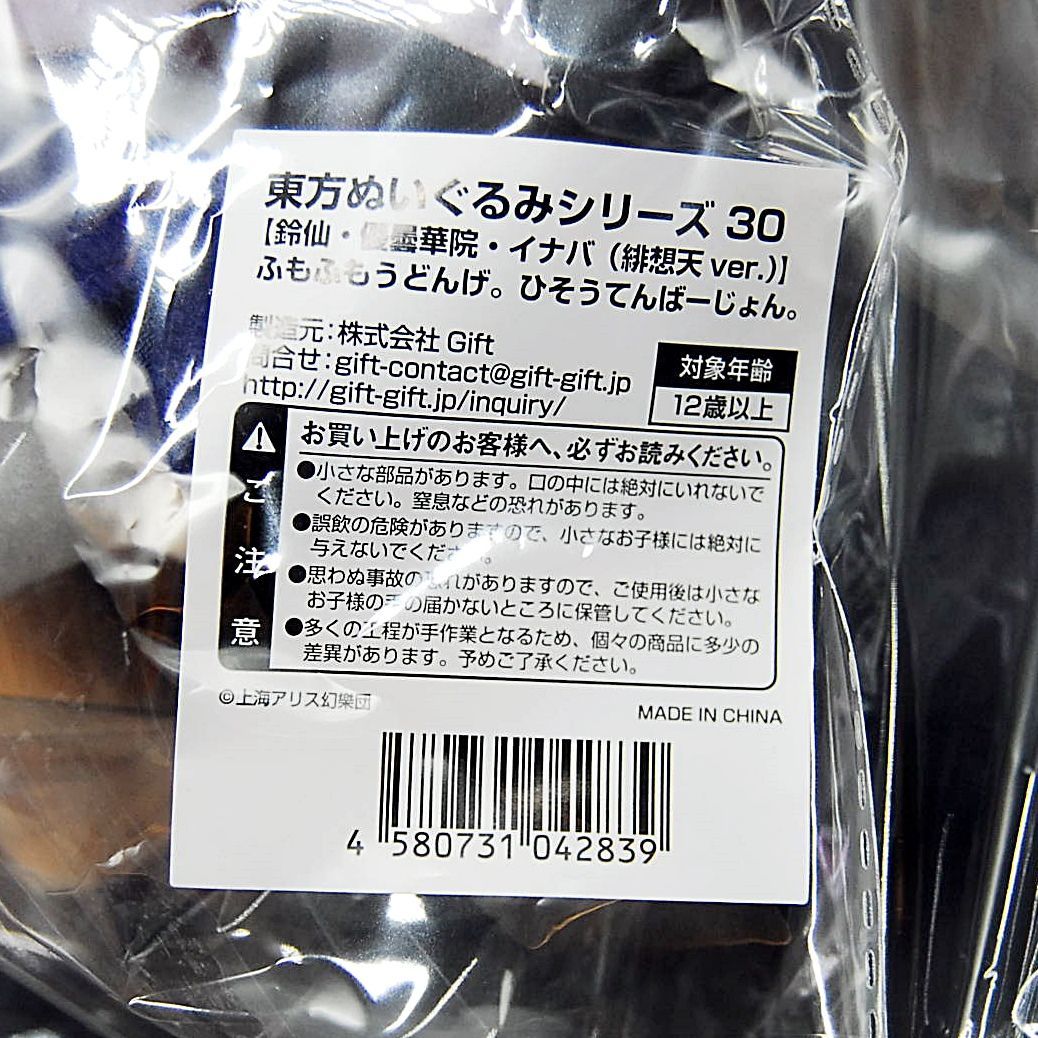 東方ぬいぐるみシリーズ 30
【鈴仙・優曇華院・イナバ（緋想天 ver.）】
ふもふもうどんげ。ひそうてんばーじょん。
製造元：株式会社 Gift
問合せ：gift-contact@gift-gift.jp
http://gift-gift.jp/inquiry/
対象年齢
12歳以上
ご注意
お買い上げのお客様へ、必ずお読みください。
●小さな部品があります。口の中には絶対にいれないで
ください。窒息などの恐れがあります。
●誤飲の危険がありますので、小さなお子様には絶対に
与えないでください。
●思わぬ事故の恐れがありますので、ご使用後は小さな
お子様の手の届かないところに保管してください。
●多くの工程が手作業となるため、個々の商品に多少の
差異があります。予めご了承ください。
©上海アリス幻樂団
MADE IN CHINA
4 580731 042839